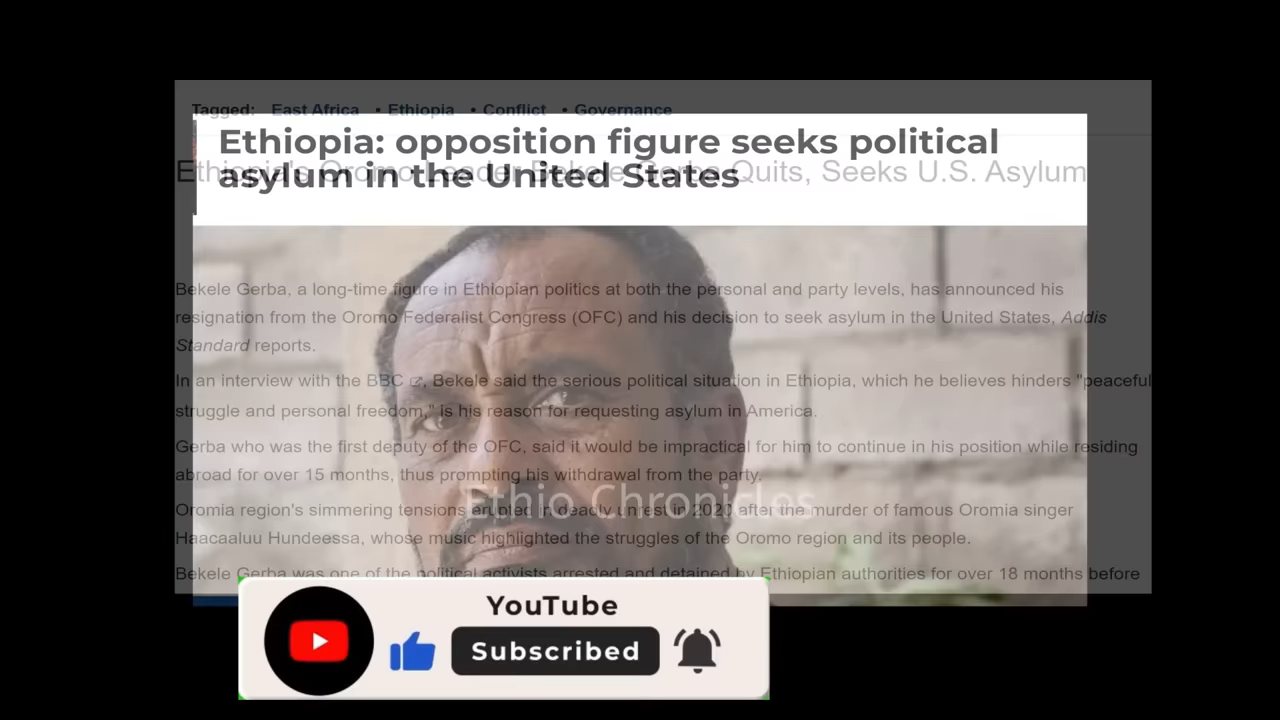 Tagged: East Africa • Ethiopia • Conflict • Governance
Ethiopia: opposition figure seeks political
asylum in the United States
Ethiopia's Oromo Leader Bekele Gerba Quits, Seeks U.S. Asylum
Bekele Gerba, a long-time figure in Ethiopian politics at both the personal and party levels, has announced his
resignation from the Oromo Federalist Congress (OFC) and his decision to seek asylum in the United States, Addis
Standard reports.
In an interview with the BBC, Bekele said the serious political situation in Ethiopia, which he believes hinders "peaceful
struggle and personal freedom," is his reason for requesting asylum in America.
Gerba who was the first deputy of the OFC, said it would be impractical for him to continue in his position while residing
abroad for over 15 months, thus prompting his withdrawal from the party.
Ethio Chronicles
Oromia region's simmering tensions erupted in deadly unrest in 2020 after the murder of famous Oromia singer
Haacaaluu Hundeessa, whose music highlighted the struggles of the Oromo region and its people.
Bekele Gerba was one of the political activists arrested and detained by Ethiopian authorities for over 18 months before
YouTube
Subscribed